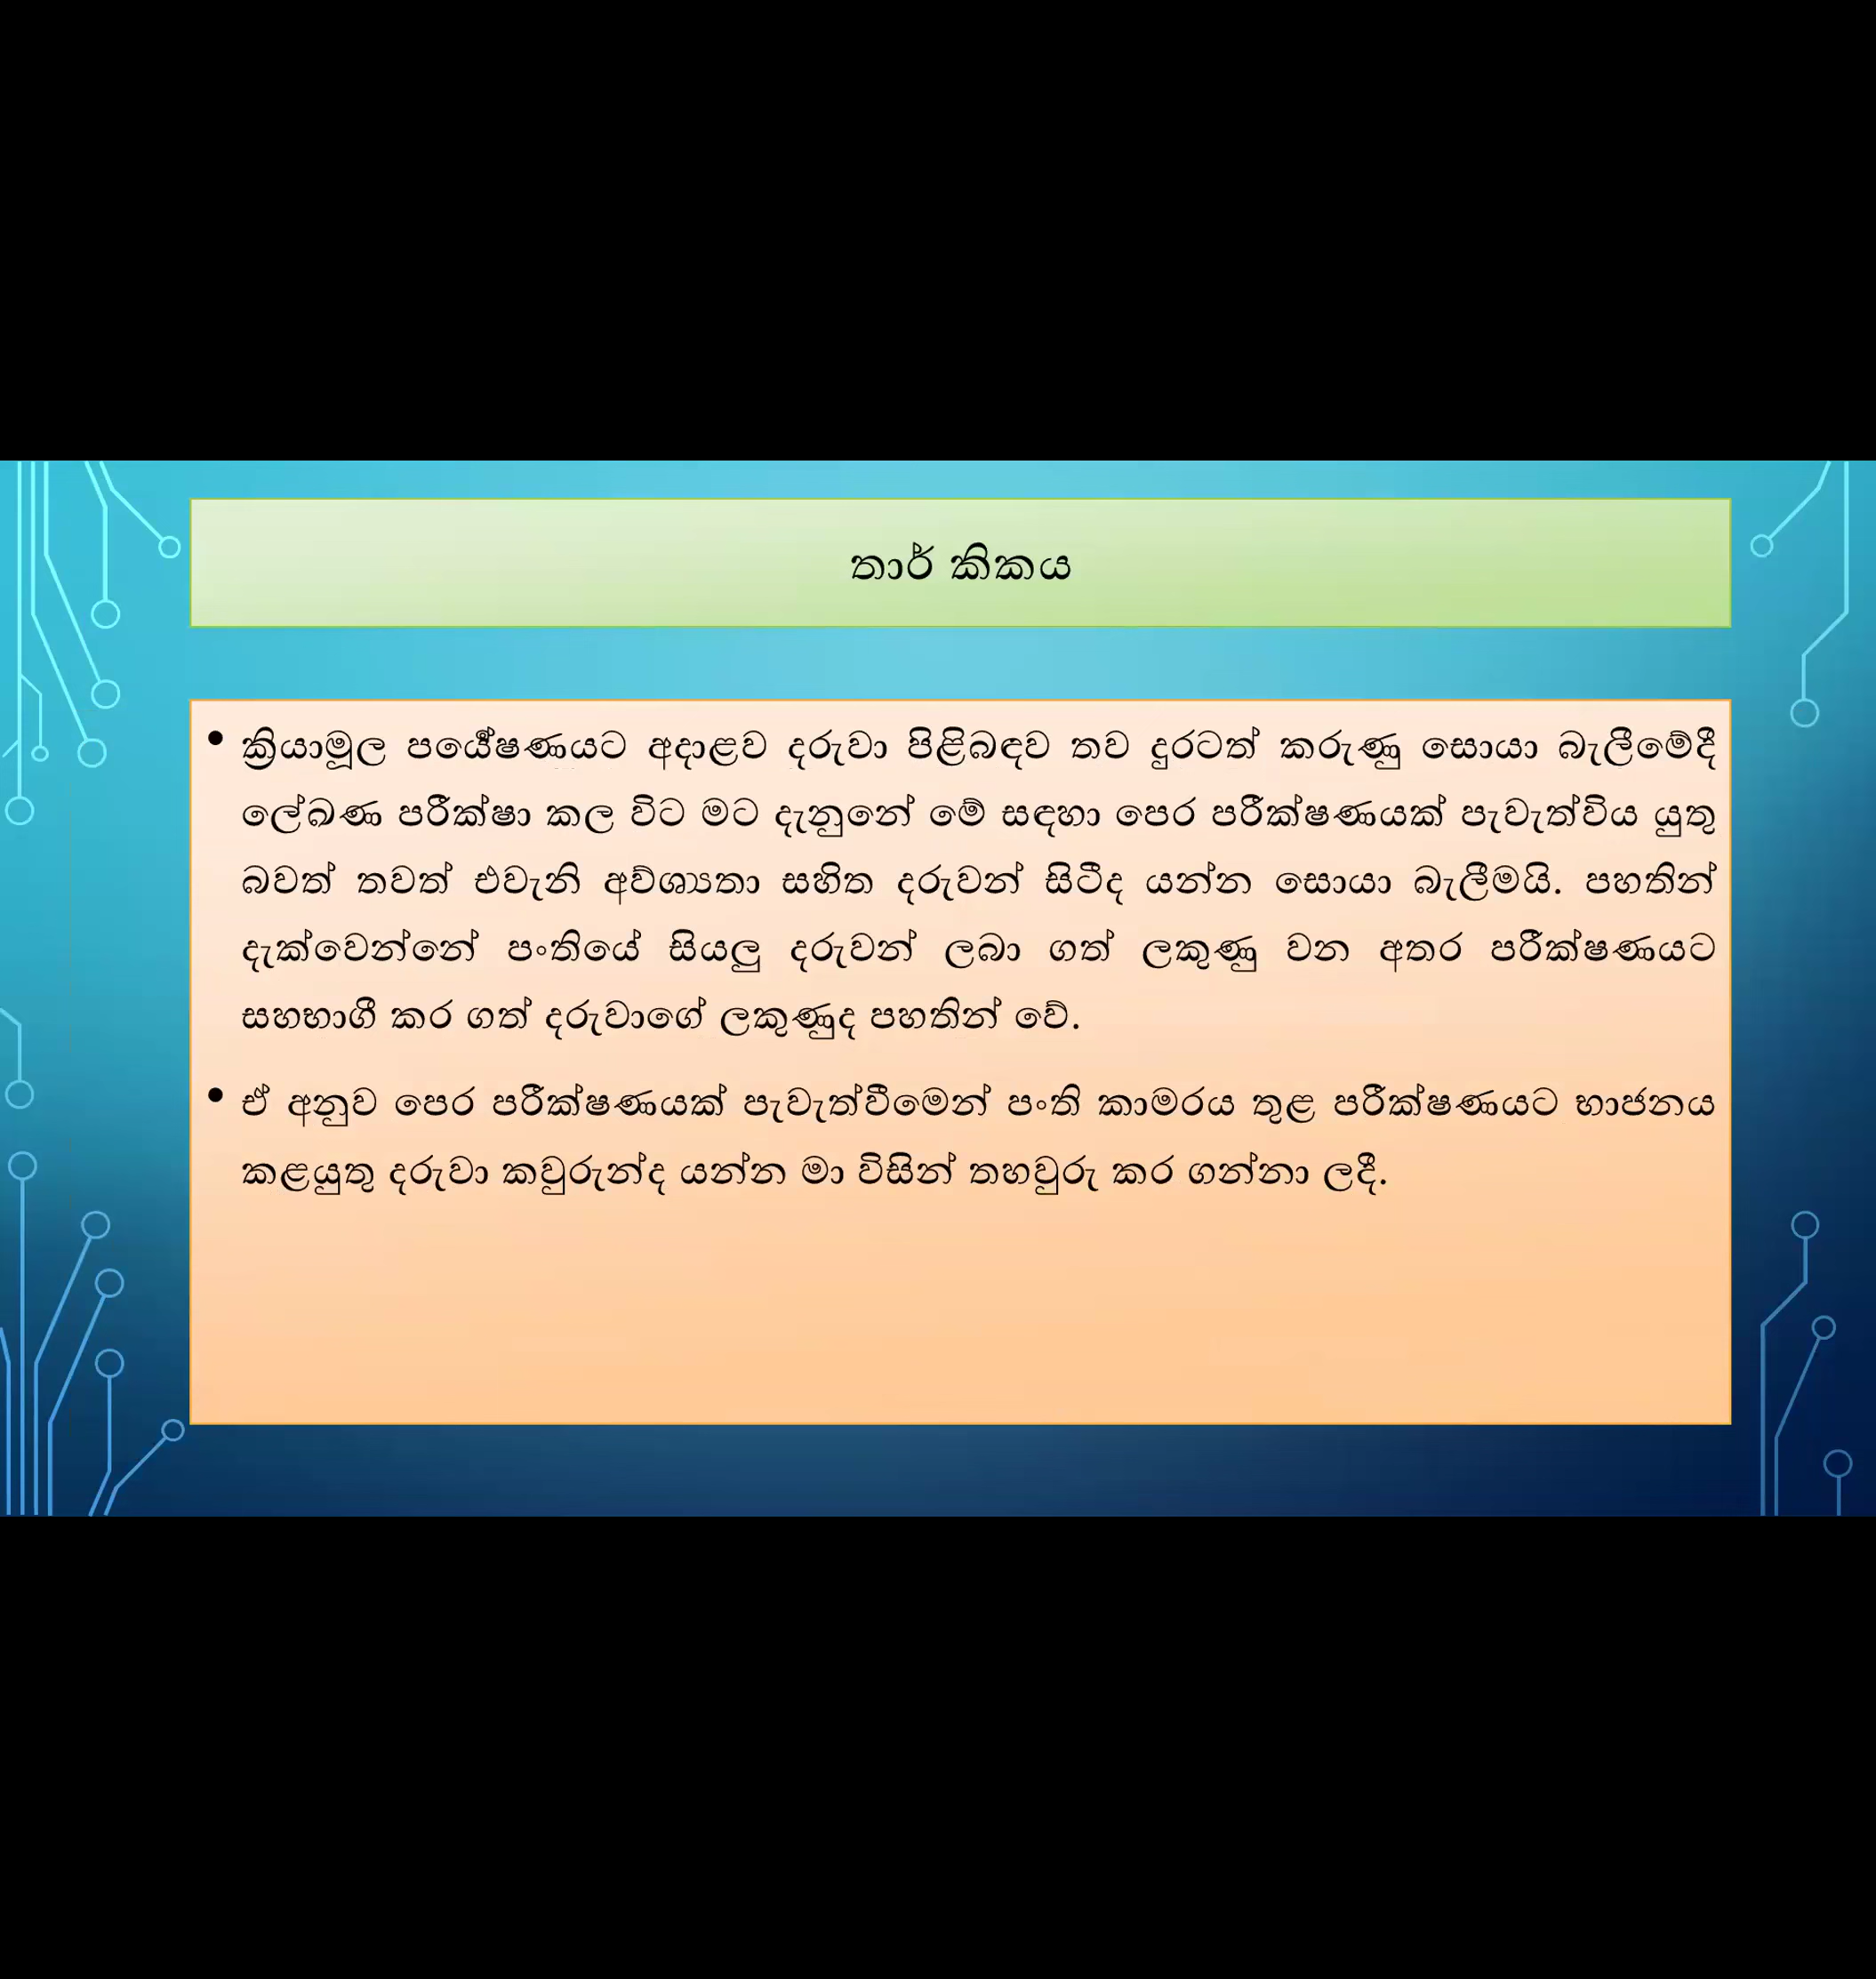 තාර් කිකය
• ක්‍රියාමූල පර්යේෂණයට අදාළව දරුවා පිළිබඳව තව දුරටත් කරුණු සොයා බැලීමේදී
ලේඛණ පරීක්ෂා කල විට මට දැනුනේ මේ සඳහා පෙර පරීක්ෂණයක් පැවැත්විය යුතු
බවත් තවත් එවැනි අව්ශ්‍යතා සහිත දරුවන් සිටීද යන්න සොයා බැලීමයි. පහතින්
දැක්වෙන්නේ පංතියේ සියලු දරුවන් ලබා ගත් ලකුණු වන අතර පරීක්ෂණයට
සහභාගී කර ගත් දරුවාගේ ලකුණුද පහතින් වේ.
• ඒ අනුව පෙර පරීක්ෂණයක් පැවැත්වීමෙන් පංති කාමරය තුළ පරීක්ෂණයට භාජනය
කළයුතු දරුවා කවුරුන්ද යන්න මා විසින් තහවුරු කර ගන්නා ලදී.